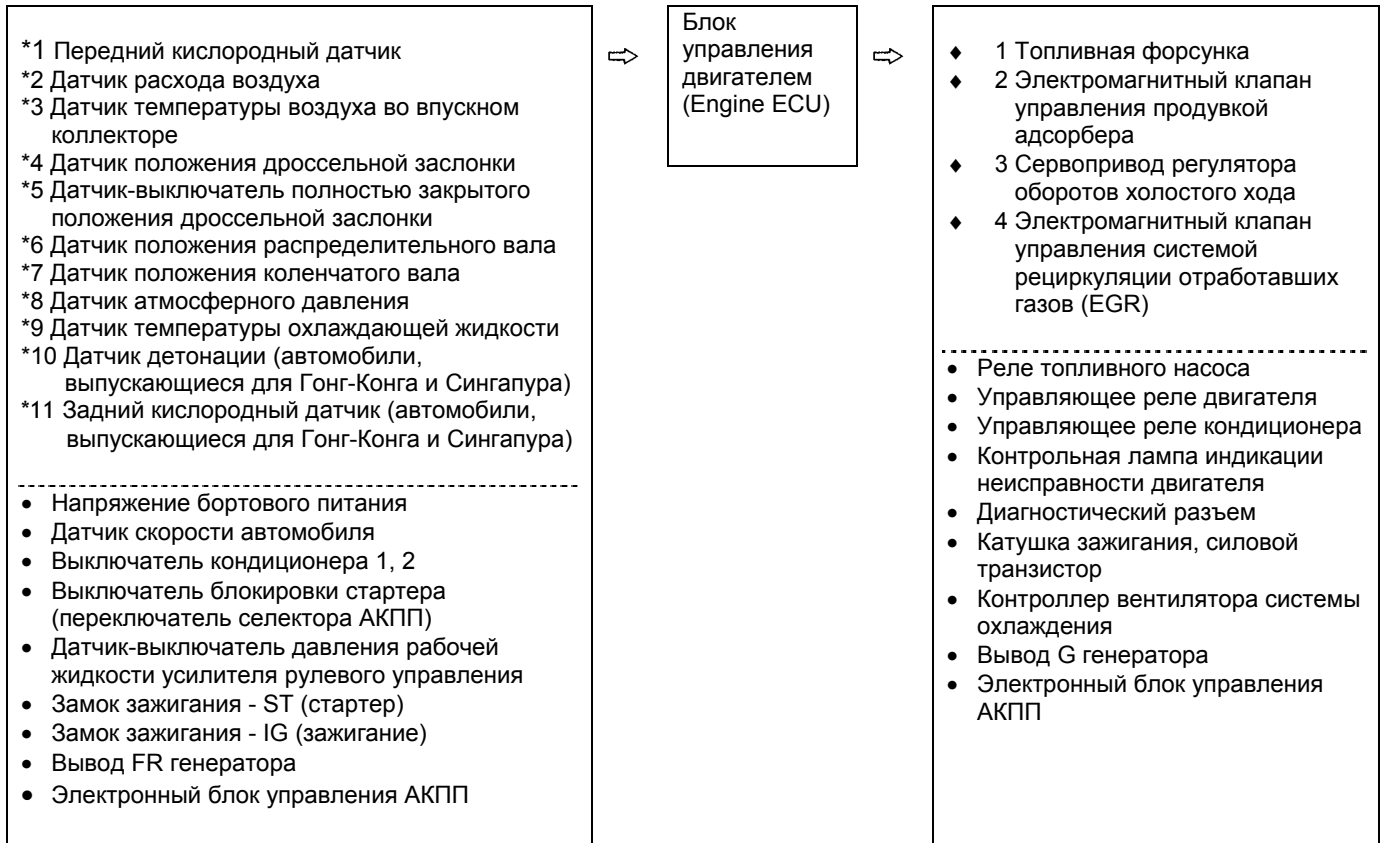 *1 Передний кислородный датчик
*2 Датчик расхода воздуха
*3 Датчик температуры воздуха во впускном
коллекторе
*4 Датчик положения дроссельной заслонки
*5 Датчик-выключатель полностью закрытого
положения дроссельной заслонки
*6 Датчик положения распределительного вала
*7 Датчик положения коленчатого вала
*8 Датчик атмосферного давления
*9 Датчик температуры охлаждающей жидкости
*10 Датчик детонации (автомобили,
выпускающиеся для Гонг-Конга и Сингапура)
*11 Задний кислородный датчик (автомобили,
выпускающиеся для Гонг-Конга и Сингапура)
• Напряжение бортового питания
• Датчик скорости автомобиля
• Выключатель кондиционера 1, 2
• Выключатель блокировки стартера
(переключатель селектора АКПП)
• Датчик-выключатель давления рабочей
жидкости усилителя рулевого управления
• Замок зажигания - ST (стартер)
• Замок зажигания - IG (зажигание)
• Вывод FR генератора
• Электронный блок управления АКПП
⇨
Блок
управления
двигателем
(Engine ECU)
⇨
♦ 1 Топливная форсунка
♦ 2 Электромагнитный клапан
управления продувкой
адсорбера
♦ 3 Сервопривод регулятора
оборотов холостого хода
♦ 4 Электромагнитный клапан
управления системой
рециркуляции отработавших
газов (EGR)
• Реле топливного насоса
• Управляющее реле двигателя
• Управляющее реле кондиционера
• Контрольная лампа индикации
неисправности двигателя
• Диагностический разъем
• Катушка зажигания, силовой
транзистор
• Контроллер вентилятора системы
охлаждения
• Вывод G генератора
• Электронный блок управления
АКПП